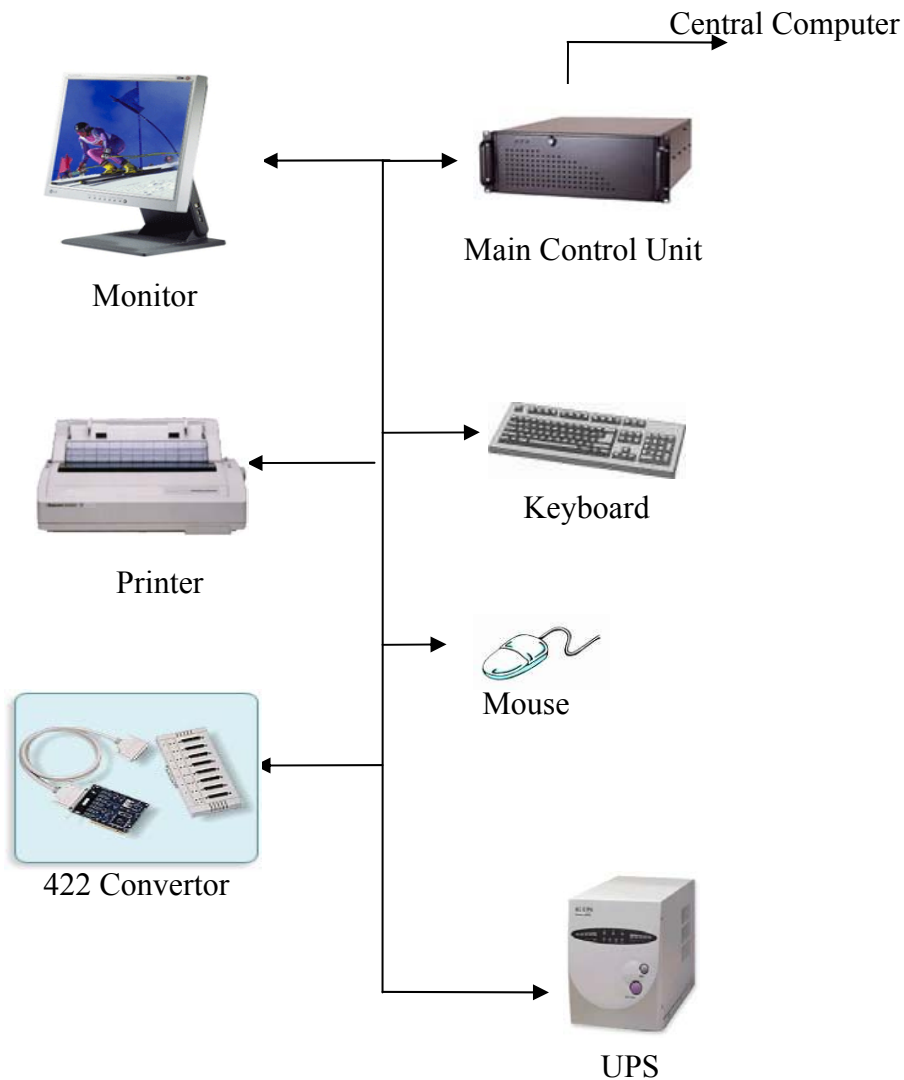 Central Computer
Main Control Unit
Monitor
Keyboard
Printer
Mouse
422 Convertor
UPS